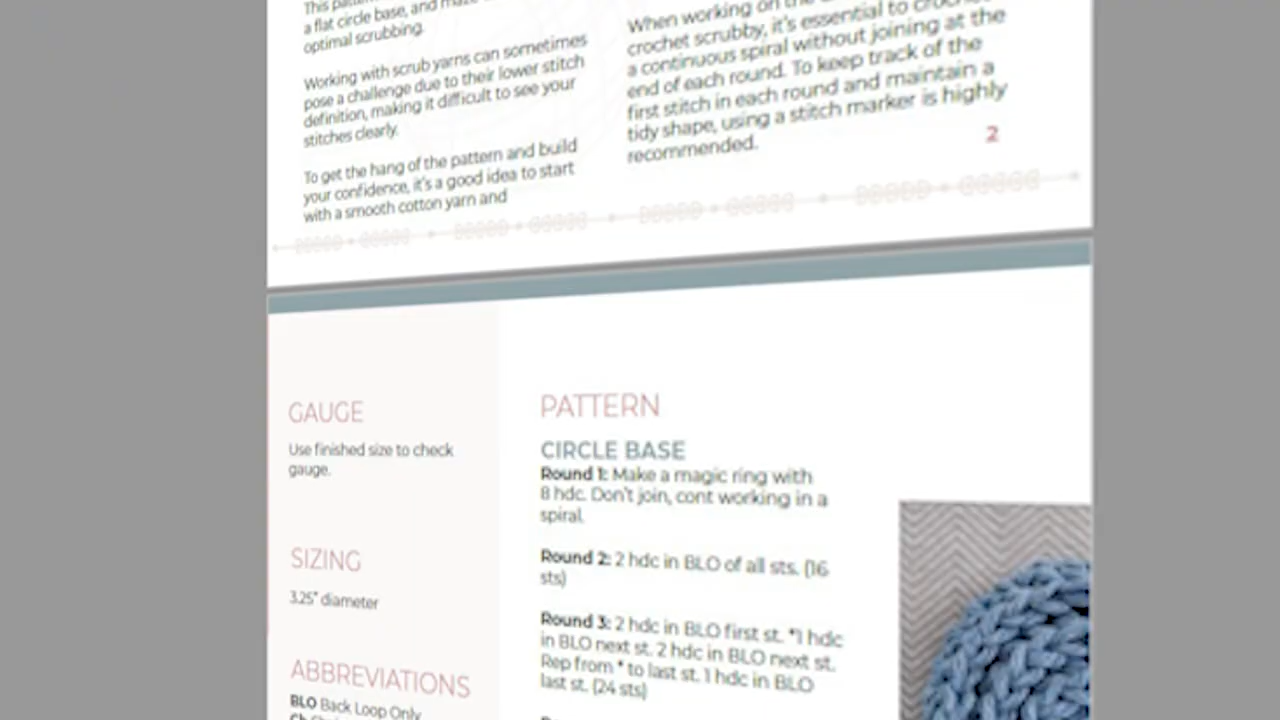 This
a flat circle base, and
optimal scrubbing.
Working with scrub yarns can sometimes
pose a challenge due to their lower stitch
definition, making it difficult to see your
stitches clearly.
To get the hang of the pattern and build
your confidence, it's a good idea to start
with a smooth cotton yarn and
When working on the
crochet scrubby, it's essential to
a continuous spiral without joining at the
end of each round. To keep track of the
first stitch in each round and maintain a
tidy shape, using a stitch marker is highly
recommended.
2
GAUGE
Use finished size to check
gauge.
SIZING
3.25" diameter
ABBREVIATIONS
BLO Back Loop Only
PATTERN
CIRCLE BASE
Round 1: Make a magic ring with
8 hdc. Don't join, cont working in a
spiral.
Round 2: 2 hdc in BLO of all sts. (16
sts)
Round 3: 2 hdc in BLO first st. *1 hdc
in BLO next st. 2 hdc in BLO next st.
Rep from * to last st. 1 hdc in BLO
last st. (24 sts)